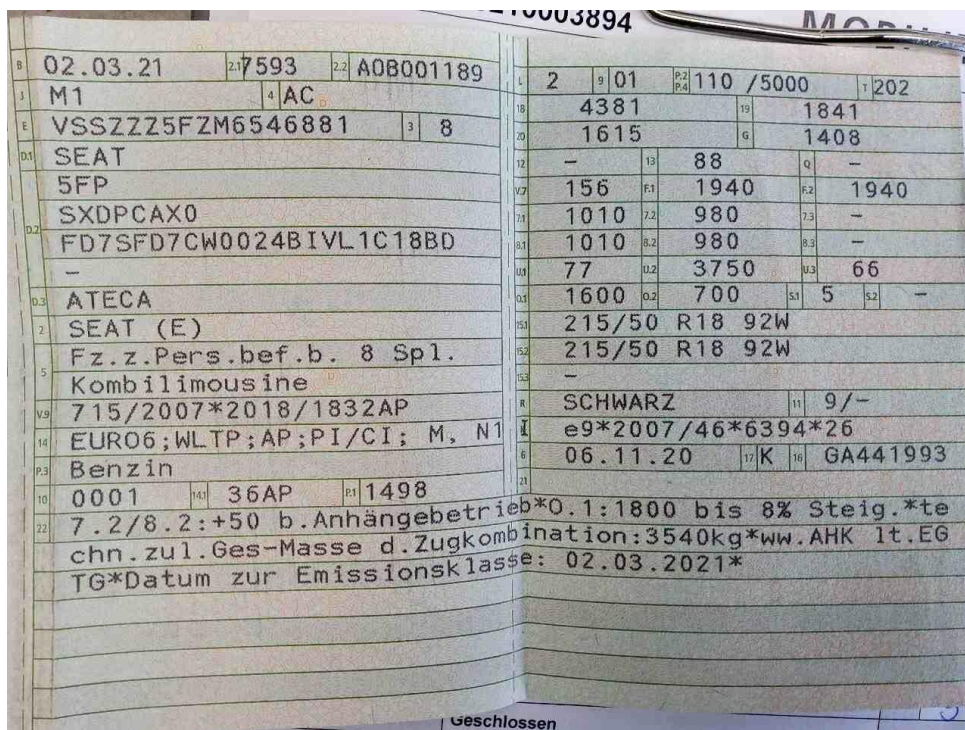 0003894
B 02.03.21 2.1 7593 2.2 AOB001189
J M1 4 AC
E VSSZZZ5FZM6546881 3 8
D.1 SEAT
5FP
D.2 SXDPCAX0
FD7SFD7CW0024BIVL1C18BD
–
D.3 ATECA
2 SEAT (E)
5 Fz.z.Pers.bef.b. 8 Spl.
Kombilimousine
V.9 715/2007*2018/1832AP
14 EURO6;WLTP;AP;PI/CI; M, N1 I
P.3 Benzin
10 0001 14.1 36AP P.1 1498
L 2 9 01 P.2 P.4 110 /5000 T 202
18 4381 19 1841
20 1615 G 1408
12 – 13 88 Q –
V.7 156 F.1 1940 F.2 1940
7.1 1010 7.2 980 7.3 –
8.1 1010 8.2 980 8.3 –
U.1 77 U.2 3750 U.3 66
O.1 1600 O.2 700 S.1 5 S.2 –
15.1 215/50 R18 92W
15.2 215/50 R18 92W
15.3 –
R SCHWARZ 11 9/–
e9*2007/46*6394*26
6 06.11.20 17 K 16 GA441993
21
22 7.2/8.2:+50 b.Anhängebetrieb*O.1:1800 bis 8% Steig.*te
chn.zul.Ges-Masse d.Zugkombination:3540kg*ww.AHK lt.EG
TG*Datum zur Emissionsklasse: 02.03.2021*
Geschlossen